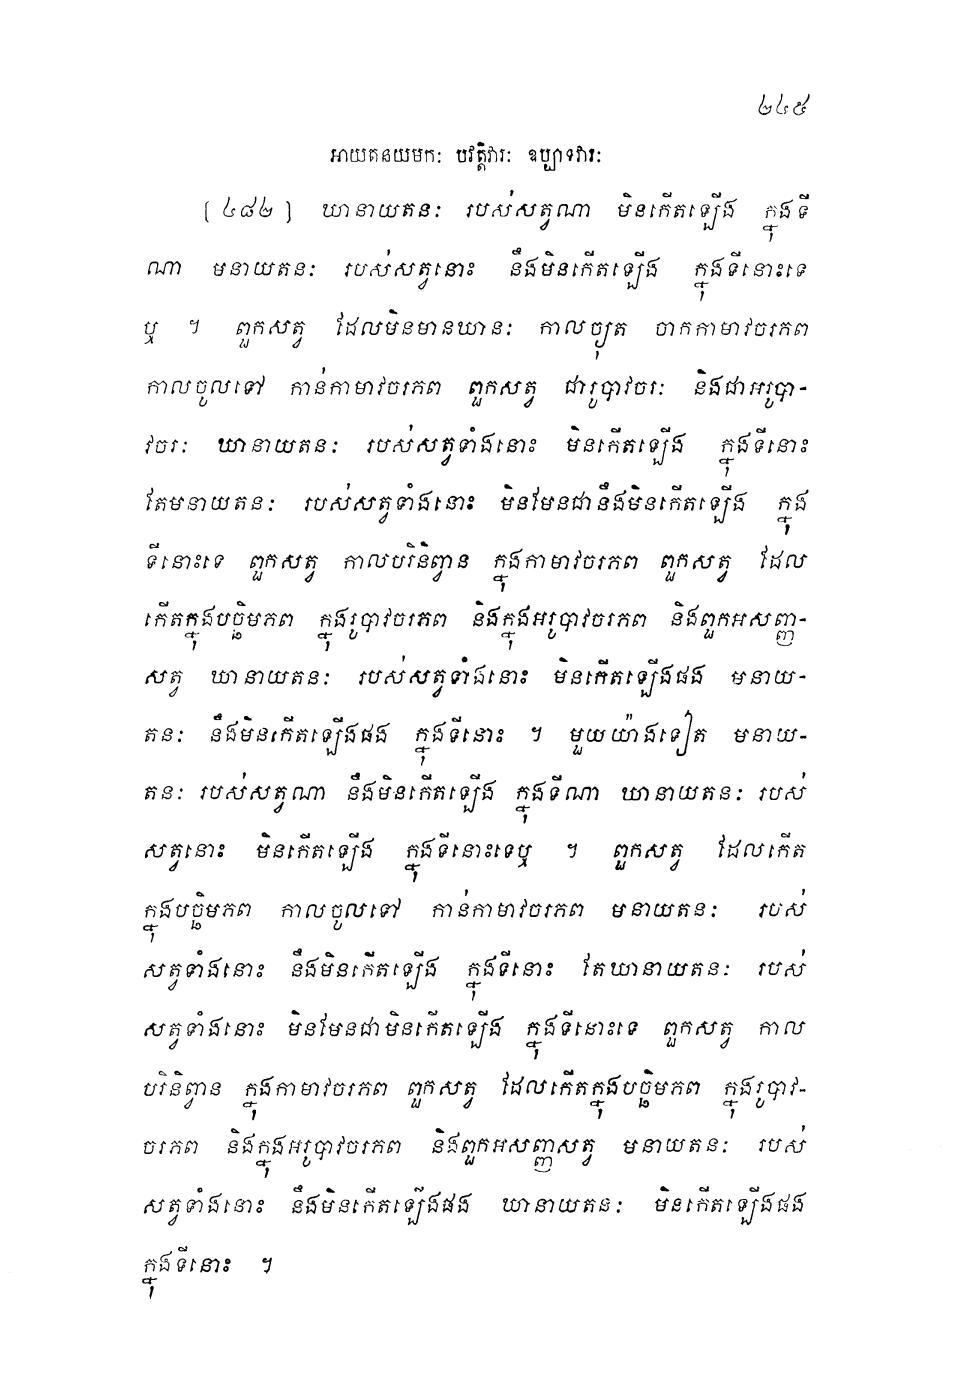 ២៤៥
អាយតនយមកៈ បវត្តិវារៈ ឧប្បាទវារៈ
[ ៤៨២ ] ឃានាយតនៈ របស់សត្វណា មិនកើតឡើង ក្នុងទី
ណា មនាយតនៈ របស់សត្វនោះ នឹងមិនកើតឡើង ក្នុងទីនោះទេ
ឬ ។ ពួកសត្វ ដែលមិនមានឃានៈ កាលច្យុត ចាកកាមាវចរភព
កាលចូលទៅ កាន់កាមាវចរភព ពួកសត្វ ជារូបាវចរៈ និងជាអរូបា-
វចរៈ ឃានាយតនៈ របស់សត្វទាំងនោះ មិនកើតឡើង ក្នុងទីនោះ
តែមនាយតនៈ របស់សត្វទាំងនោះ មិនមែនជានឹងមិនកើតឡើង ក្នុង
ទីនោះទេ ពួកសត្វ កាលបរិនិព្វាន ក្នុងកាមាវចរភព ពួកសត្វ ដែល
កើតក្នុងបច្ឆិមភព ក្នុងរូបាវចរភព និងក្នុងអរូបាវចរភព និងពួកអសញ្ញ-
សត្វ ឃានាយតនៈ របស់សត្វទាំងនោះ មិនកើតឡើងផង មនាយ-
តនៈ នឹងមិនកើតឡើងផង ក្នុងទីនោះ ។ មួយយ៉ាងទៀត មនាយ-
តនៈ របស់សត្វណា នឹងមិនកើតឡើង ក្នុងទីណា ឃានាយតនៈ របស់
សត្វនោះ មិនកើតឡើង ក្នុងទីនោះទេឬ ។ ពួកសត្វ ដែលកើត
ក្នុងបច្ឆិមភព កាលចូលទៅ កាន់កាមាវចរភព មនាយតនៈ របស់
សត្វទាំងនោះ នឹងមិនកើតឡើង ក្នុងទីនោះ តែឃានាយតនៈ របស់
សត្វទាំងនោះ មិនមែនជាមិនកើតឡើង ក្នុងទីនោះទេ ពួកសត្វ កាល
បរិនិព្វាន ក្នុងកាមាវចរភព ពួកសត្វ ដែលកើតក្នុងបច្ឆិមភព ក្នុងរូបាវ-
ចរភព និងក្នុងអរូបាវចរភព និងពួកអសញ្ញសត្វ មនាយតនៈ របស់
សត្វទាំងនោះ នឹងមិនកើតឡើងផង ឃានាយតនៈ មិនកើតឡើងផង
ក្នុងទីនោះ ។